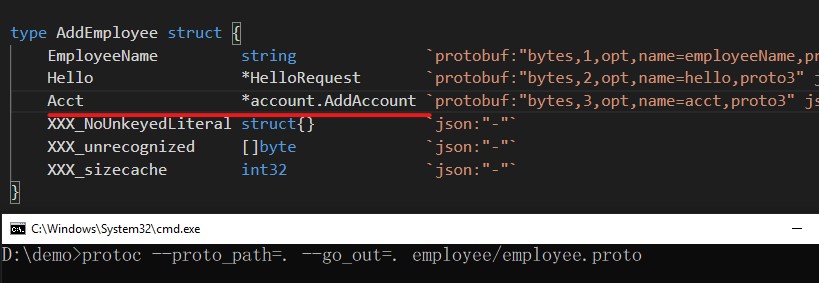 type AddEmployee struct {
EmployeeName string `protobuf:"bytes,1,opt,name=employeeName,pr
Hello *HelloRequest `protobuf:"bytes,2,opt,name=hello,proto3" j
Acct *account.AddAccount `protobuf:"bytes,3,opt,name=acct,proto3" js
XXX_NoUnkeyedLiteral struct{} `json:"-"`
XXX_unrecognized []byte `json:"-"`
XXX_sizecache int32 `json:"-"`
}
C:\Windows\System32\cmd.exe
D:\demo>protoc --proto_path=. --go_out=. employee/employee.proto